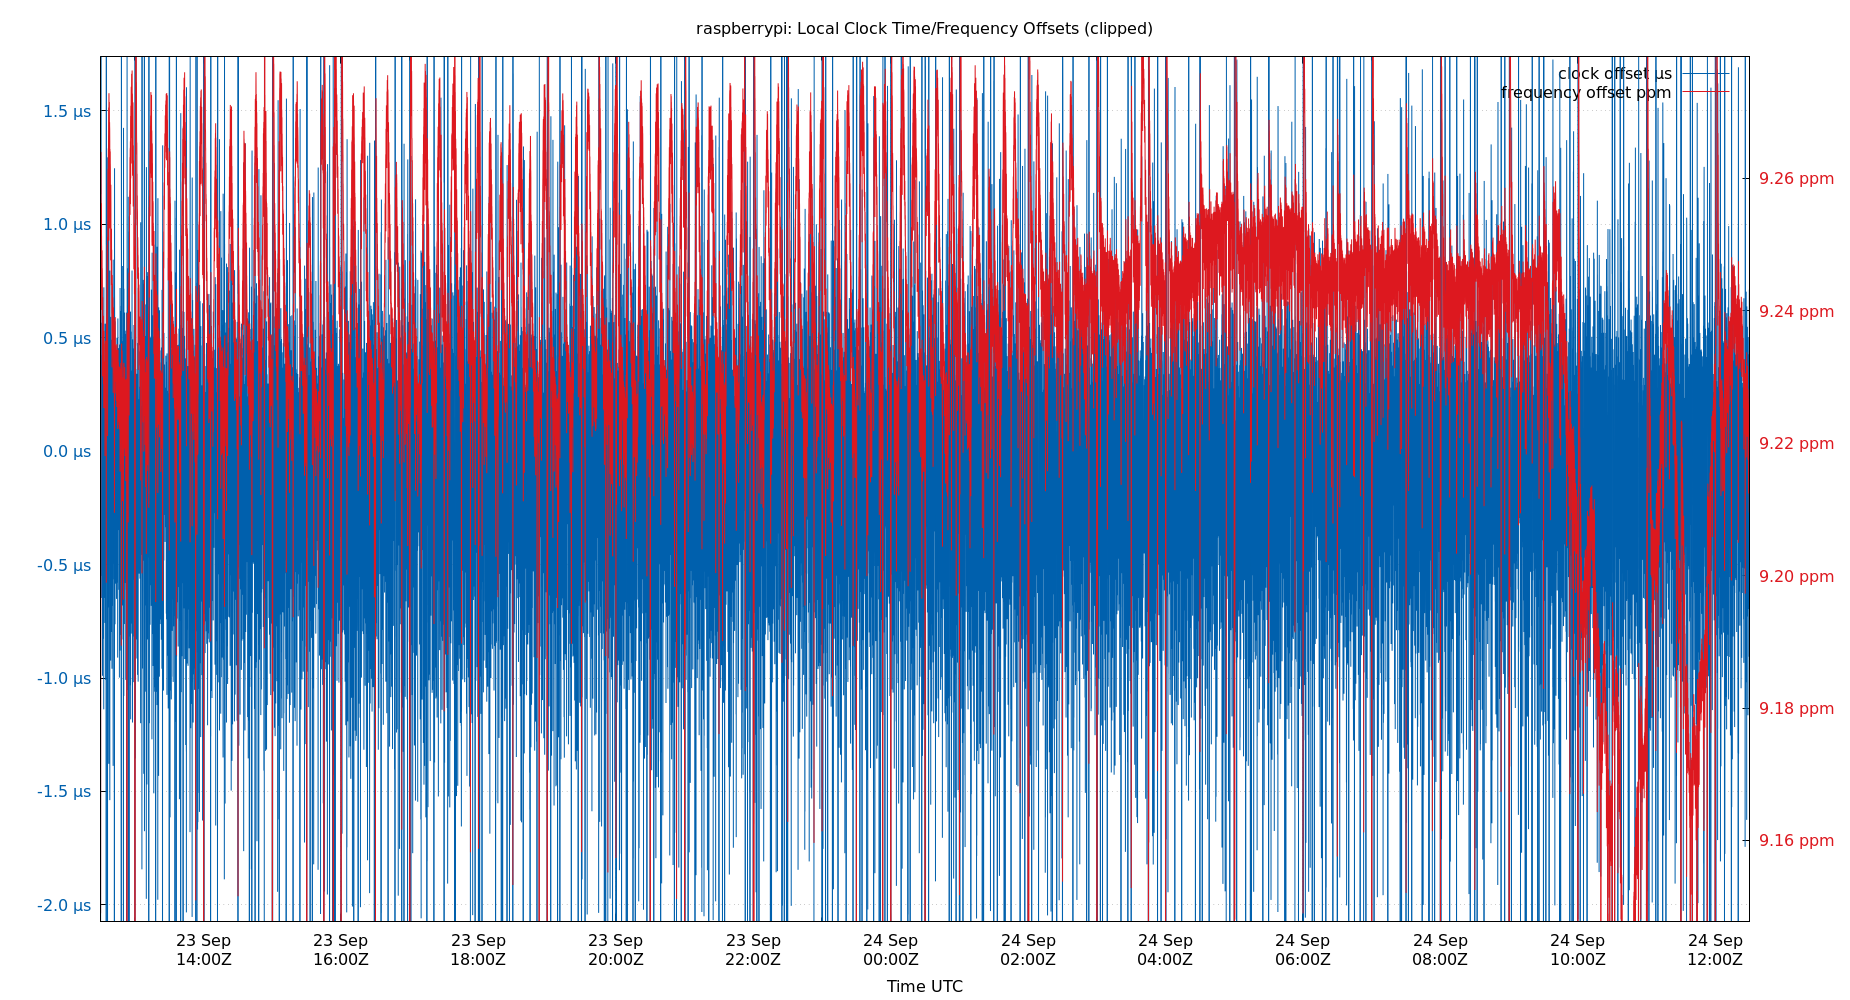 raspberrypi: Local Clock Time/Frequency Offsets (clipped)
clock offset µs
frequency offset ppm
1.5 µs
1.0 µs
0.5 µs
0.0 µs
-0.5 µs
-1.0 µs
-1.5 µs
-2.0 µs
9.26 ppm
9.24 ppm
9.22 ppm
9.20 ppm
9.18 ppm
9.16 ppm
23 Sep 23 Sep 23 Sep 23 Sep 23 Sep 24 Sep 24 Sep 24 Sep 24 Sep 24 Sep 24 Sep 24 Sep
14:00Z 16:00Z 18:00Z 20:00Z 22:00Z 00:00Z 02:00Z 04:00Z 06:00Z 08:00Z 10:00Z 12:00Z
Time UTC